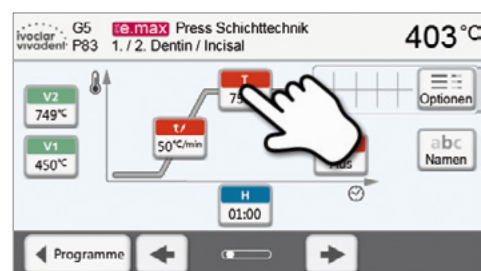 ivoclar vivadent
G5 e.max Press Schichttechnik
P83 1. / 2. Dentin / Incisal
403°C
V2
749°C
V1
450°C
t↗
50°C/min
T
H
01:00
Aus
Optionen
abc
Namen
Programme